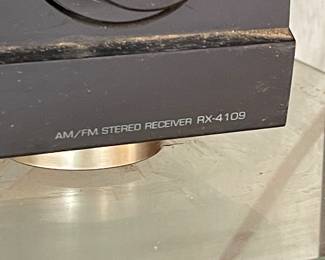 AM/FM STEREO RECEIVER RX-4109